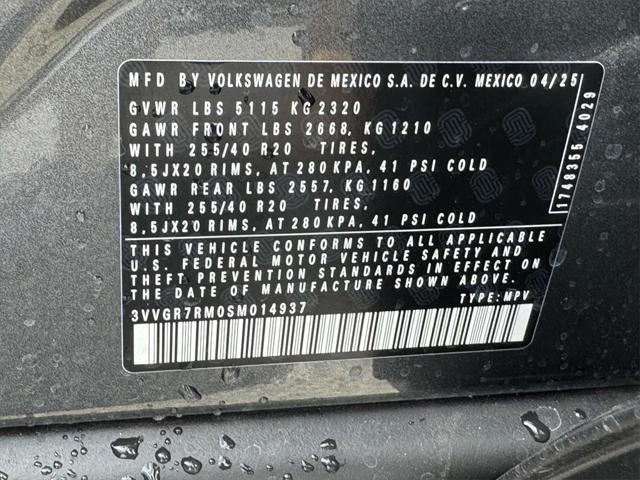 MFD BY VOLKSWAGEN DE MEXICO S.A. DE C.V. MEXICO 04/25
GVWR LBS 5115 KG 2320
GAWR FRONT LBS 2668, KG 1210
WITH 255/40 R20 TIRES,
8,5JX20 RIMS, AT 280 KPA, 41 PSI COLD
GAWR REAR LBS 2557, KG 1160
WITH 255/40 R20 TIRES,
8,5JX20 RIMS, AT 280 KPA, 41 PSI COLD
1748355 4029
THIS VEHICLE CONFORMS TO ALL APPLICABLE
U.S. FEDERAL MOTOR VEHICLE SAFETY AND
THEFT PREVENTION STANDARDS IN EFFECT ON
THE DATE OF MANUFACTURE SHOWN ABOVE.
3VVGR7RM0SM014937 TYPE: MPV